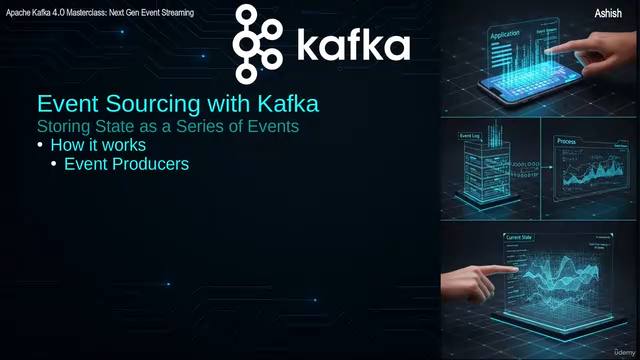 Apache Kafka 4.0 Masterclass: Next Gen Event Streaming
Ashish
kafka
Event Sourcing with Kafka
Storing State as a Series of Events
• How it works
• Event Producers
Application
Event Log
Process
Current State
ûdemy